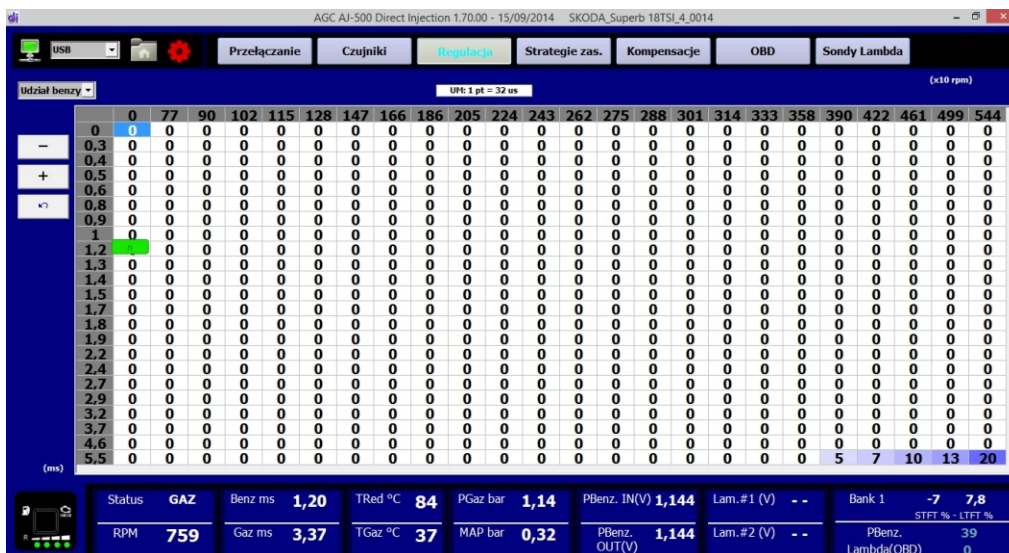 di AGC AJ-500 Direct Injection 1.70.00 - 15/09/2014 SKODA_Superb 18TSI_4_0014
USB Przełączanie Czujniki Regulacja Strategie zas. Kompensacje OBD Sondy Lambda
(x10 rpm)
Udział benzy UM: 1 pt = 32 us
0 77 90 102 115 128 147 166 186 205 224 243 262 275 288 301 314 333 358 390 422 461 499 544
0 0 0 0 0 0 0 0 0 0 0 0 0 0 0 0 0 0 0 0 0 0 0 0 0
0,3 0 0 0 0 0 0 0 0 0 0 0 0 0 0 0 0 0 0 0 0 0 0 0 0
0,4 0 0 0 0 0 0 0 0 0 0 0 0 0 0 0 0 0 0 0 0 0 0 0 0
0,5 0 0 0 0 0 0 0 0 0 0 0 0 0 0 0 0 0 0 0 0 0 0 0 0
0,6 0 0 0 0 0 0 0 0 0 0 0 0 0 0 0 0 0 0 0 0 0 0 0 0
0,8 0 0 0 0 0 0 0 0 0 0 0 0 0 0 0 0 0 0 0 0 0 0 0 0
0,9 0 0 0 0 0 0 0 0 0 0 0 0 0 0 0 0 0 0 0 0 0 0 0 0
1 0 0 0 0 0 0 0 0 0 0 0 0 0 0 0 0 0 0 0 0 0 0 0 0
1,2 0 0 0 0 0 0 0 0 0 0 0 0 0 0 0 0 0 0 0 0 0 0 0 0
1,3 0 0 0 0 0 0 0 0 0 0 0 0 0 0 0 0 0 0 0 0 0 0 0 0
1,4 0 0 0 0 0 0 0 0 0 0 0 0 0 0 0 0 0 0 0 0 0 0 0 0
1,5 0 0 0 0 0 0 0 0 0 0 0 0 0 0 0 0 0 0 0 0 0 0 0 0
1,7 0 0 0 0 0 0 0 0 0 0 0 0 0 0 0 0 0 0 0 0 0 0 0 0
1,8 0 0 0 0 0 0 0 0 0 0 0 0 0 0 0 0 0 0 0 0 0 0 0 0
1,9 0 0 0 0 0 0 0 0 0 0 0 0 0 0 0 0 0 0 0 0 0 0 0 0
2,2 0 0 0 0 0 0 0 0 0 0 0 0 0 0 0 0 0 0 0 0 0 0 0 0
2,4 0 0 0 0 0 0 0 0 0 0 0 0 0 0 0 0 0 0 0 0 0 0 0 0
2,7 0 0 0 0 0 0 0 0 0 0 0 0 0 0 0 0 0 0 0 0 0 0 0 0
2,9 0 0 0 0 0 0 0 0 0 0 0 0 0 0 0 0 0 0 0 0 0 0 0 0
3,2 0 0 0 0 0 0 0 0 0 0 0 0 0 0 0 0 0 0 0 0 0 0 0 0
3,7 0 0 0 0 0 0 0 0 0 0 0 0 0 0 0 0 0 0 0 0 0 0 0 0
4,6 0 0 0 0 0 0 0 0 0 0 0 0 0 0 0 0 0 0 0 0 0 0 0 0
5,5 0 0 0 0 0 0 0 0 0 0 0 0 0 0 0 0 0 0 0 5 7 10 13 20
(ms)
Status GAZ Benz ms 1,20 TRed °C 84 PGaz bar 1,14 PBenz. IN(V) 1,144 Lam.#1 (V) - - Bank 1 -7 7,8
STFT % - LTFT %
RPM 759 Gaz ms 3,37 TGaz °C 37 MAP bar 0,32 PBenz. OUT(V) 1,144 Lam.#2 (V) - - PBenz. 39
R Lambda(OBD) 0